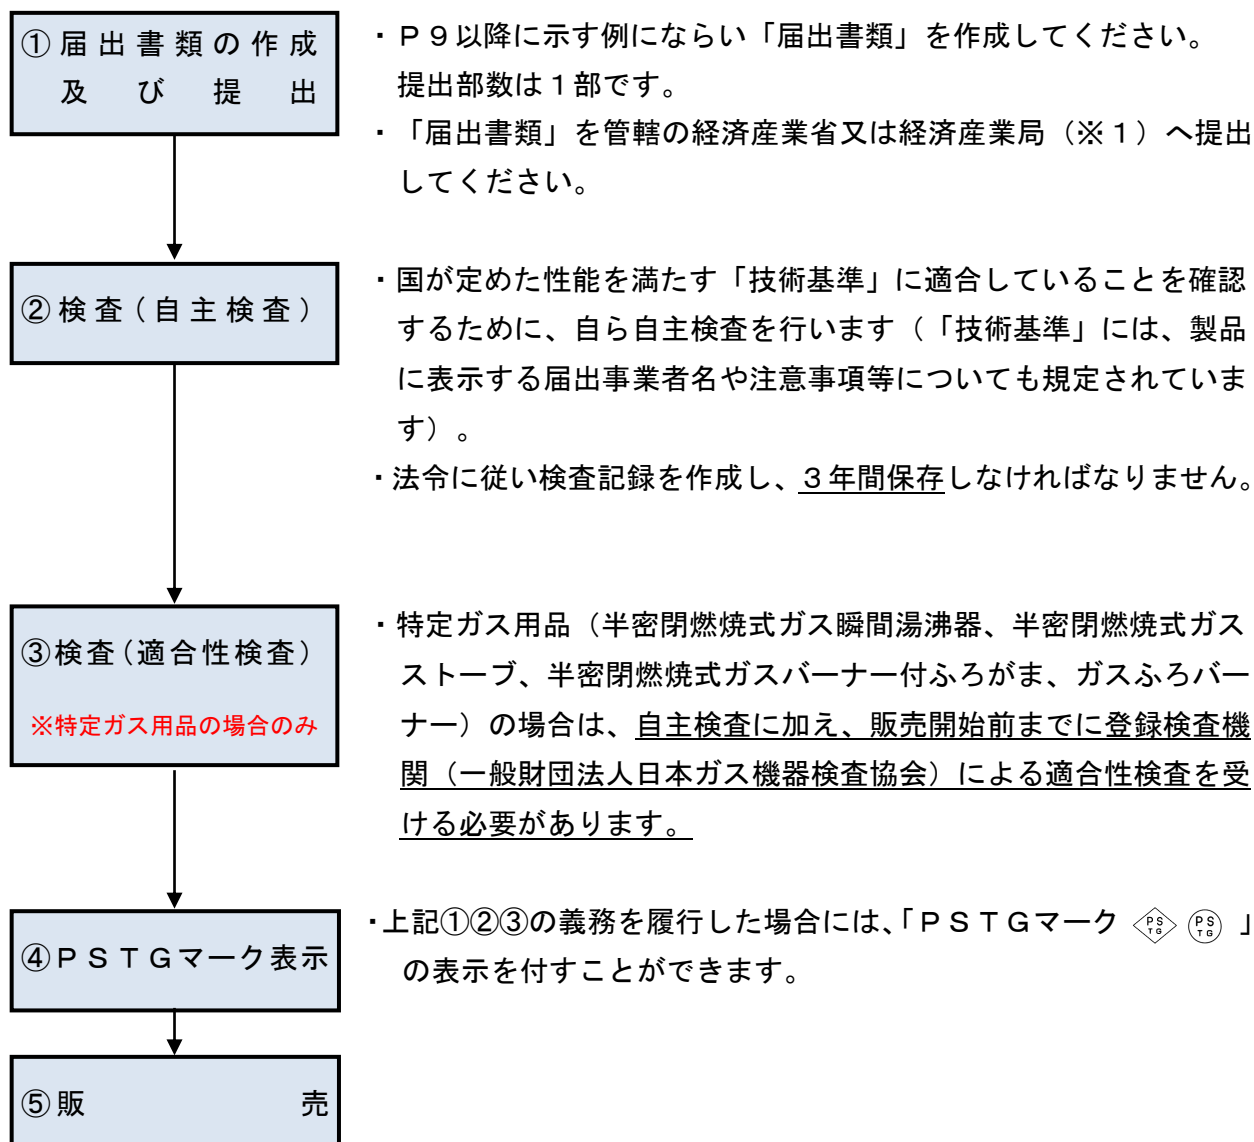 ①届出書類の作成
及び提出
・Ｐ９以降に示す例にならい「届出書類」を作成してください。
提出部数は１部です。
・「届出書類」を管轄の経済産業省又は経済産業局（※１）へ提出
してください。
②検査(自主検査)
・国が定めた性能を満たす「技術基準」に適合していることを確認
するために、自ら自主検査を行います（「技術基準」には、製品
に表示する届出事業者名や注意事項等についても規定されていま
す）。
・法令に従い検査記録を作成し、３年間保存しなければなりません。
③検査(適合性検査)
※特定ガス用品の場合のみ
・特定ガス用品（半密閉燃焼式ガス瞬間湯沸器、半密閉燃焼式ガス
ストーブ、半密閉燃焼式ガスバーナー付ふろがま、ガスふろバー
ナー）の場合は、自主検査に加え、販売開始前までに登録検査機
関（一般財団法人日本ガス機器検査協会）による適合性検査を受
ける必要があります。
④ＰＳＴＧマーク表示
・上記①②③の義務を履行した場合には、「ＰＳＴＧマーク PS TG PS TG 」
の表示を付すことができます。
⑤販売